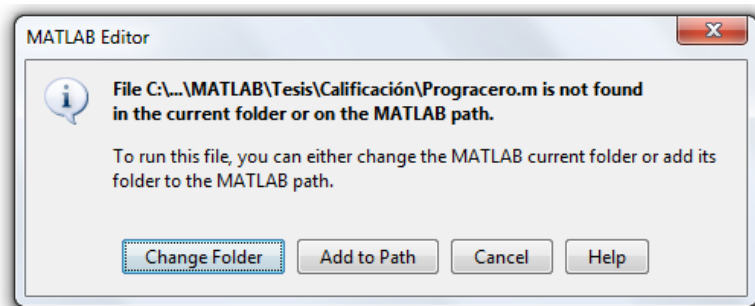 MATLAB Editor
File C:\...\MATLAB\Tesis\Calificación\Progracero.m is not found
in the current folder or on the MATLAB path.
To run this file, you can either change the MATLAB current folder or add its
folder to the MATLAB path.
Change Folder Add to Path Cancel Help